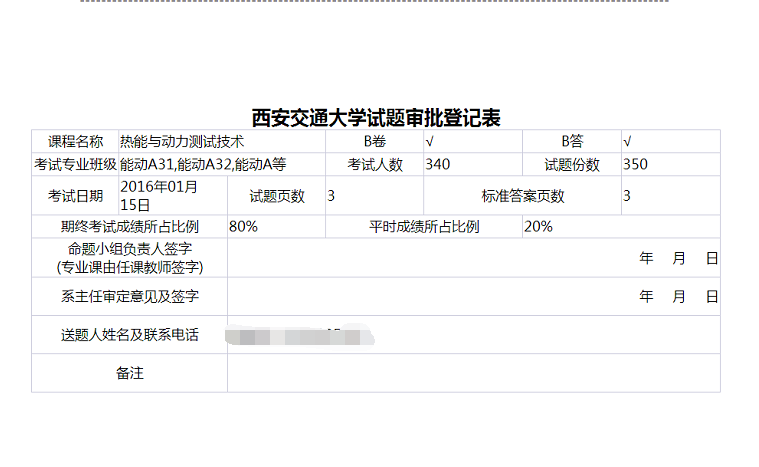 西安交通大学试题审批登记表
课程名称 热能与动力测试技术 B卷 √ B答 √
考试专业班级 能动A31,能动A32,能动A等 考试人数 340 试题份数 350
考试日期 2016年01月15日 试题页数 3 标准答案页数 3
期终考试成绩所占比例 80% 平时成绩所占比例 20%
命题小组负责人签字
(专业课由任课教师签字) 年 月 日
系主任审定意见及签字 年 月 日
送题人姓名及联系电话
备注